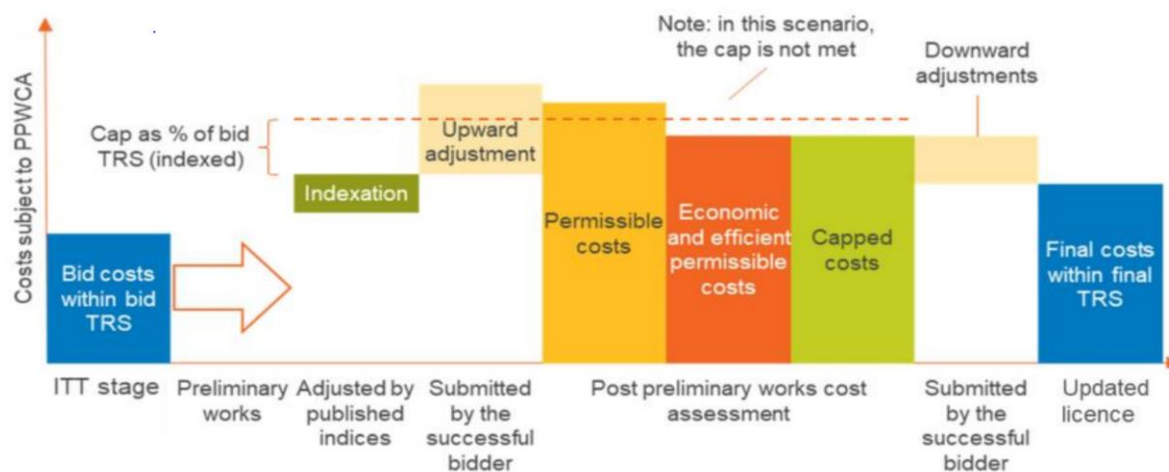 Costs subject to PPWCA
Note: in this scenario,
the cap is not met
Downward
adjustments
Cap as % of bid
TRS (indexed)
Upward
adjustment
Indexation
Bid costs
within bid
TRS
Permissible
costs
Economic
and efficient
permissible
costs
Capped
costs
Final costs
within final
TRS
ITT stage
Preliminary
works
Adjusted by
published
indices
Submitted
by the
successful
bidder
Post preliminary works cost
assessment
Submitted
by the
successful
bidder
Updated
licence